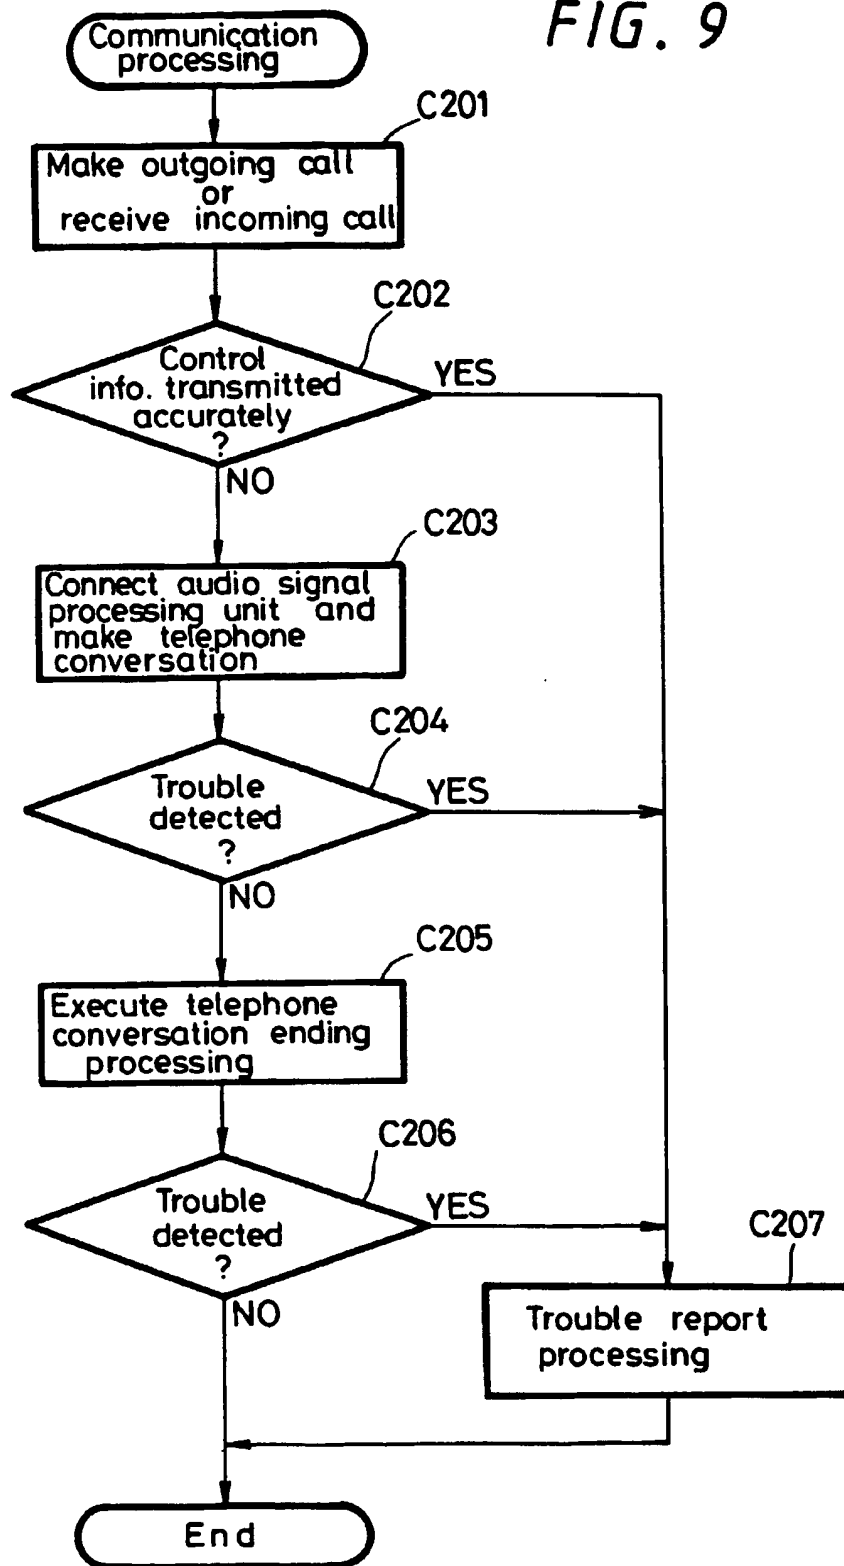 FIG. 9
Communication
processing
C201
Make outgoing call
or
receive incoming call
C202
Control
info. transmitted
accurately
?
YES
NO
C203
Connect audio signal
processing unit and
make telephone
conversation
C204
Trouble
detected
?
YES
NO
C205
Execute telephone
conversation ending
processing
C206
Trouble
detected
?
YES
NO
C207
Trouble report
processing
End